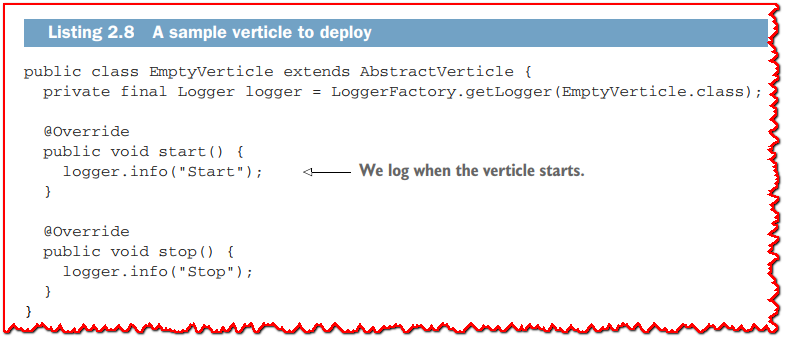 Listing 2.8 A sample verticle to deploy
public class EmptyVerticle extends AbstractVerticle {
private final Logger logger = LoggerFactory.getLogger(EmptyVerticle.class);
@Override
public void start() {
logger.info("Start"); We log when the verticle starts.
}
@Override
public void stop() {
logger.info("Stop");
}
}